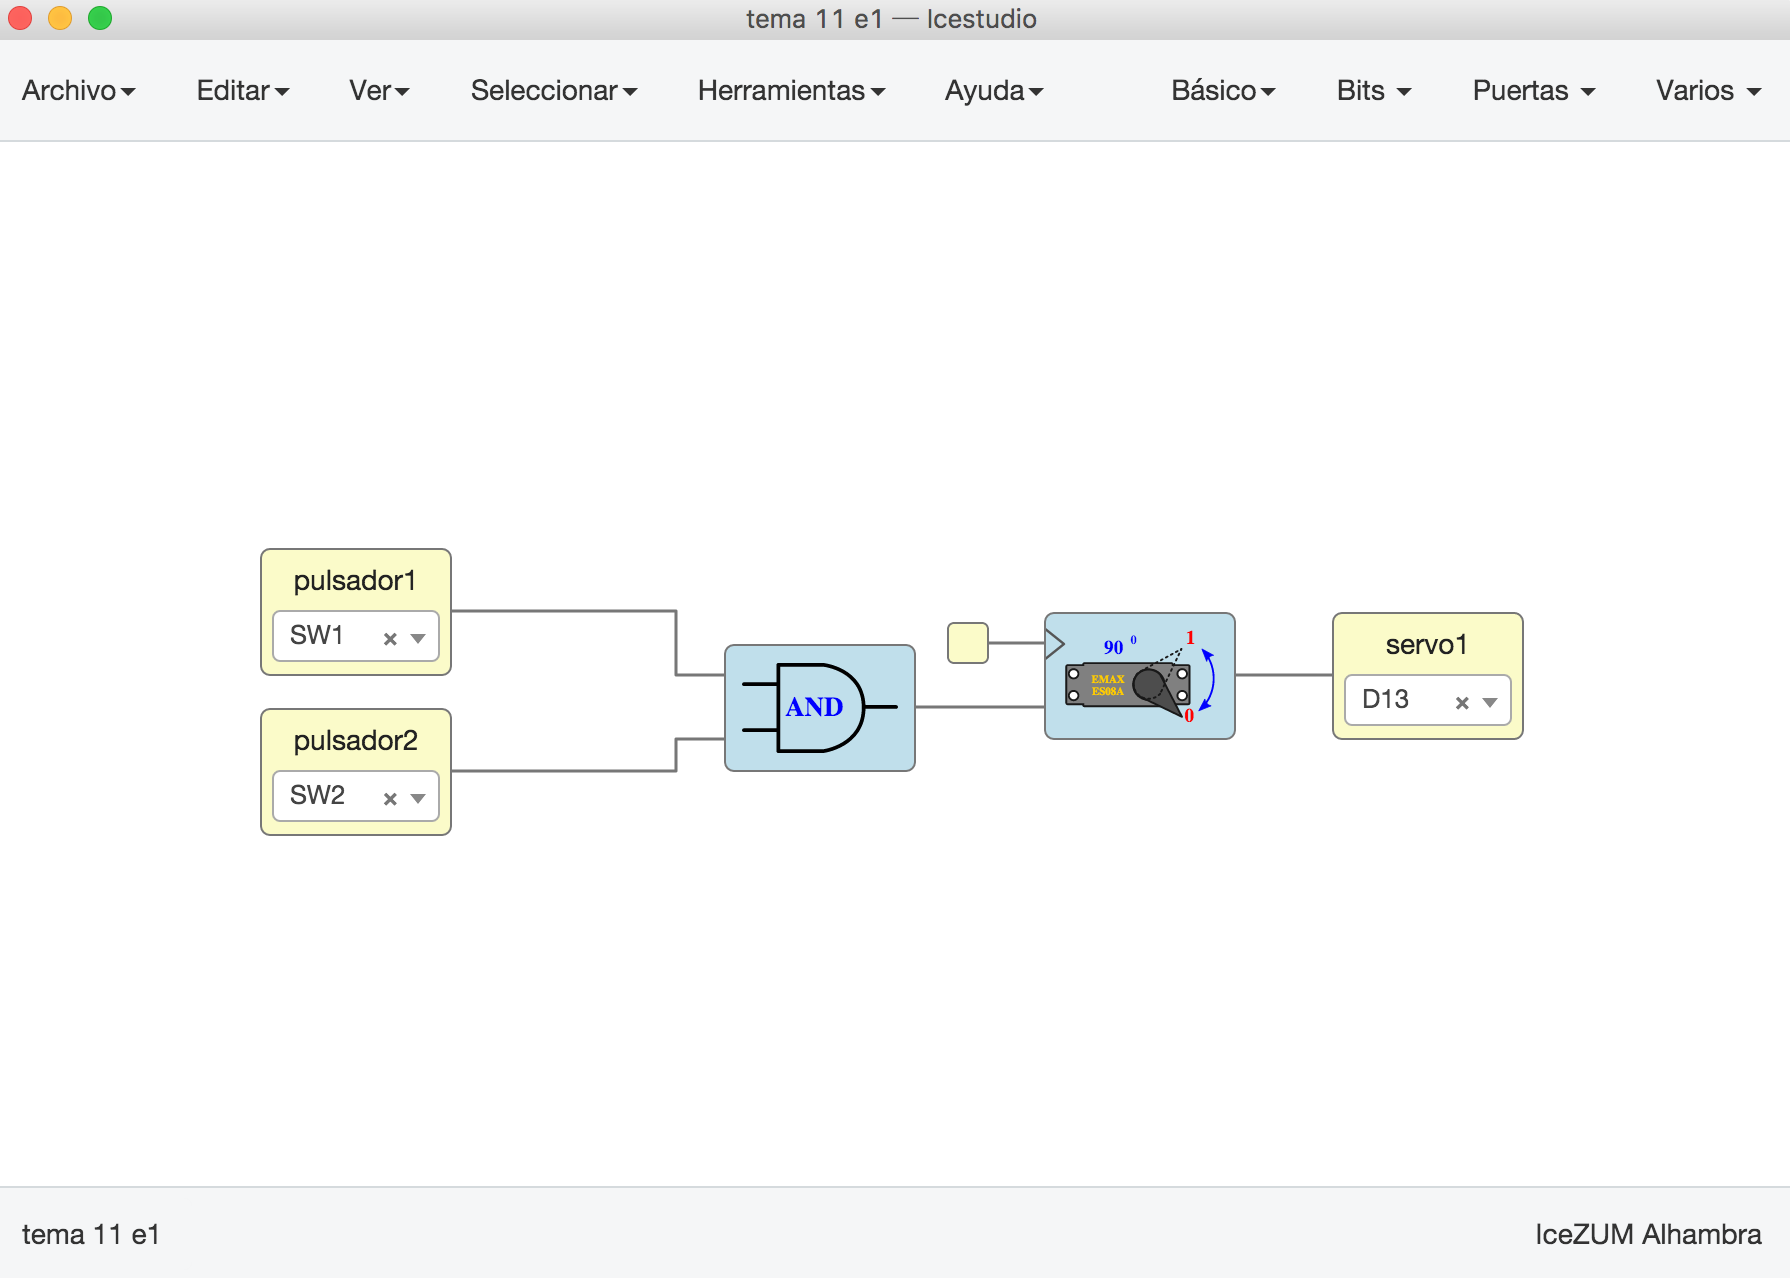 tema 11 e1 — Icestudio
Archivo Editar Ver Seleccionar Herramientas Ayuda Básico Bits Puertas Varios
pulsador1
SW1
pulsador2
SW2
AND
90 0
1
EMAX
ES08A
0
servo1
D13
tema 11 e1
IceZUM Alhambra